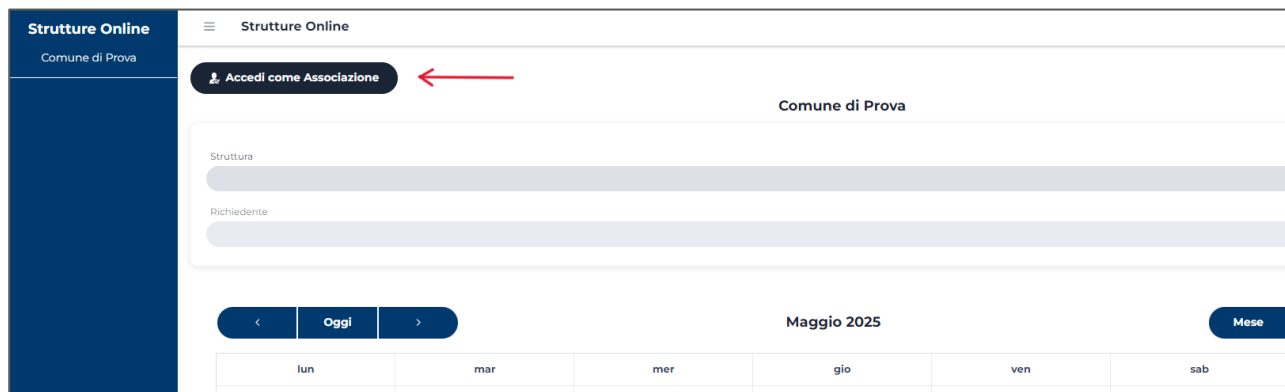 Strutture Online
Comune di Prova
Strutture Online
Accedi come Associazione
Comune di Prova
Struttura
Richiedente
< Oggi >
Maggio 2025
Mese
lun mar mer gio ven sab